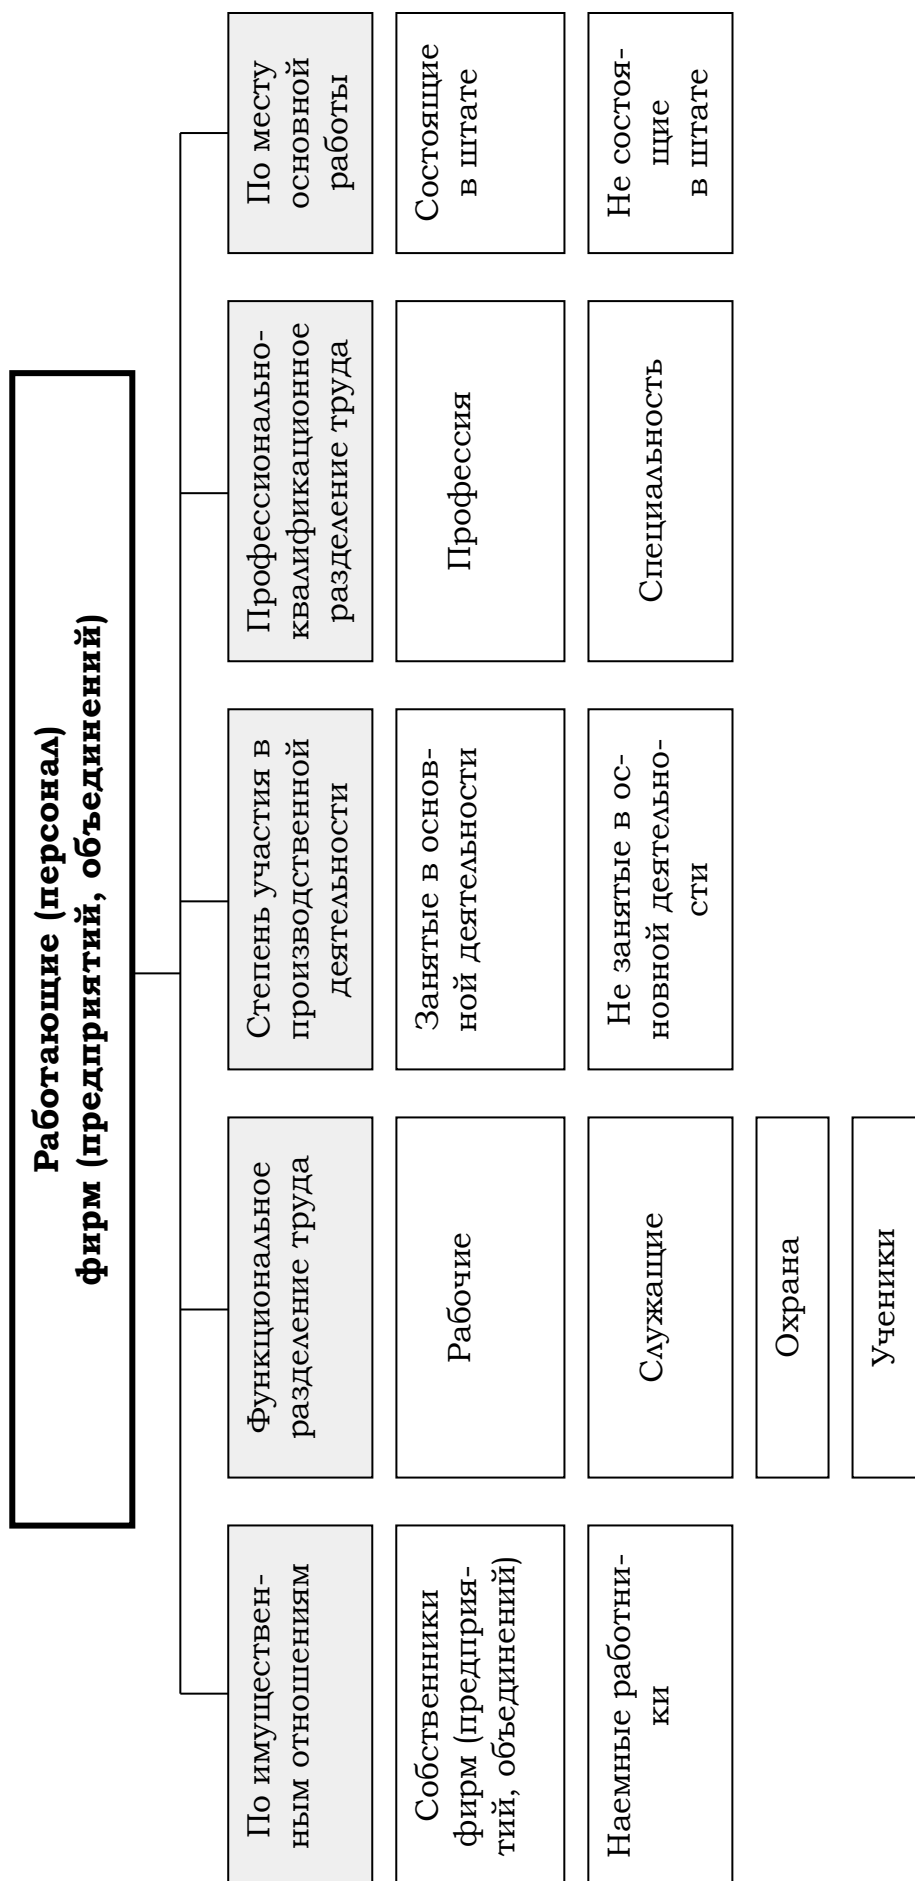 Работающие (персонал)
фирм (предприятий, объединений)
По имуществен-
ным отношениям
Собственники
фирм (предприя-
тий, объединений)
Наемные работни-
ки
Функциональное
разделение труда
Рабочие
Служащие
Охрана
Ученики
Степень участия в
производственной
деятельности
Занятые в основ-
ной деятельности
Не занятые в ос-
новной деятельно-
сти
Профессионально-
квалификационное
разделение труда
Профессия
Специальность
По месту
основной
работы
Состоящие
в штате
Не состоя-
щие
в штате